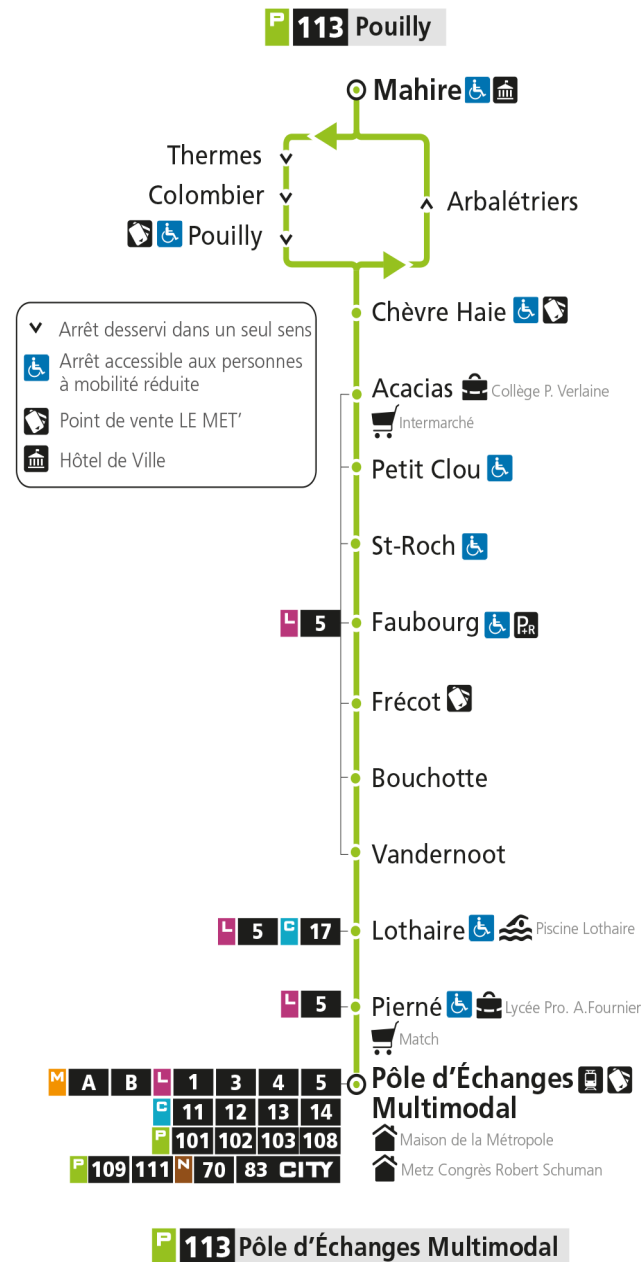 P 113 Pouilly
Mahire
Thermes
Colombier
Arbalétriers
Pouilly
Chèvre Haie
Arrêt desservi dans un seul sens
Arrêt accessible aux personnes
à mobilité réduite
Point de vente LE MET'
Hôtel de Ville
Acacias Collège P. Verlaine
Intermarché
Petit Clou
St-Roch
L 5 Faubourg P+R
Frécot
Bouchotte
Vandernoot
L 5 C 17 Lothaire Piscine Lothaire
L 5 Pierné Lycée Pro. A.Fournier
Match
M A B L 1 3 4 5 Pôle d'Échanges
C 11 12 13 14 Multimodal
P 101 102 103 108 Maison de la Métropole
P 109 111 N 70 83 CITY Metz Congrès Robert Schuman
P 113 Pôle d'Échanges Multimodal